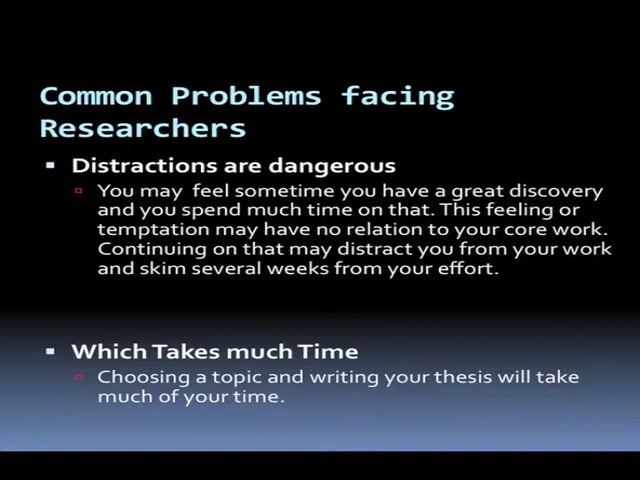 Common Problems facing
Researchers
Distractions are dangerous
You may feel sometime you have a great discovery
and you spend much time on that. This feeling or
temptation may have no relation to your core work.
Continuing on that may distract you from your work
and skim several weeks from your effort.
Which Takes much Time
Choosing a topic and writing your thesis will take
much of your time.